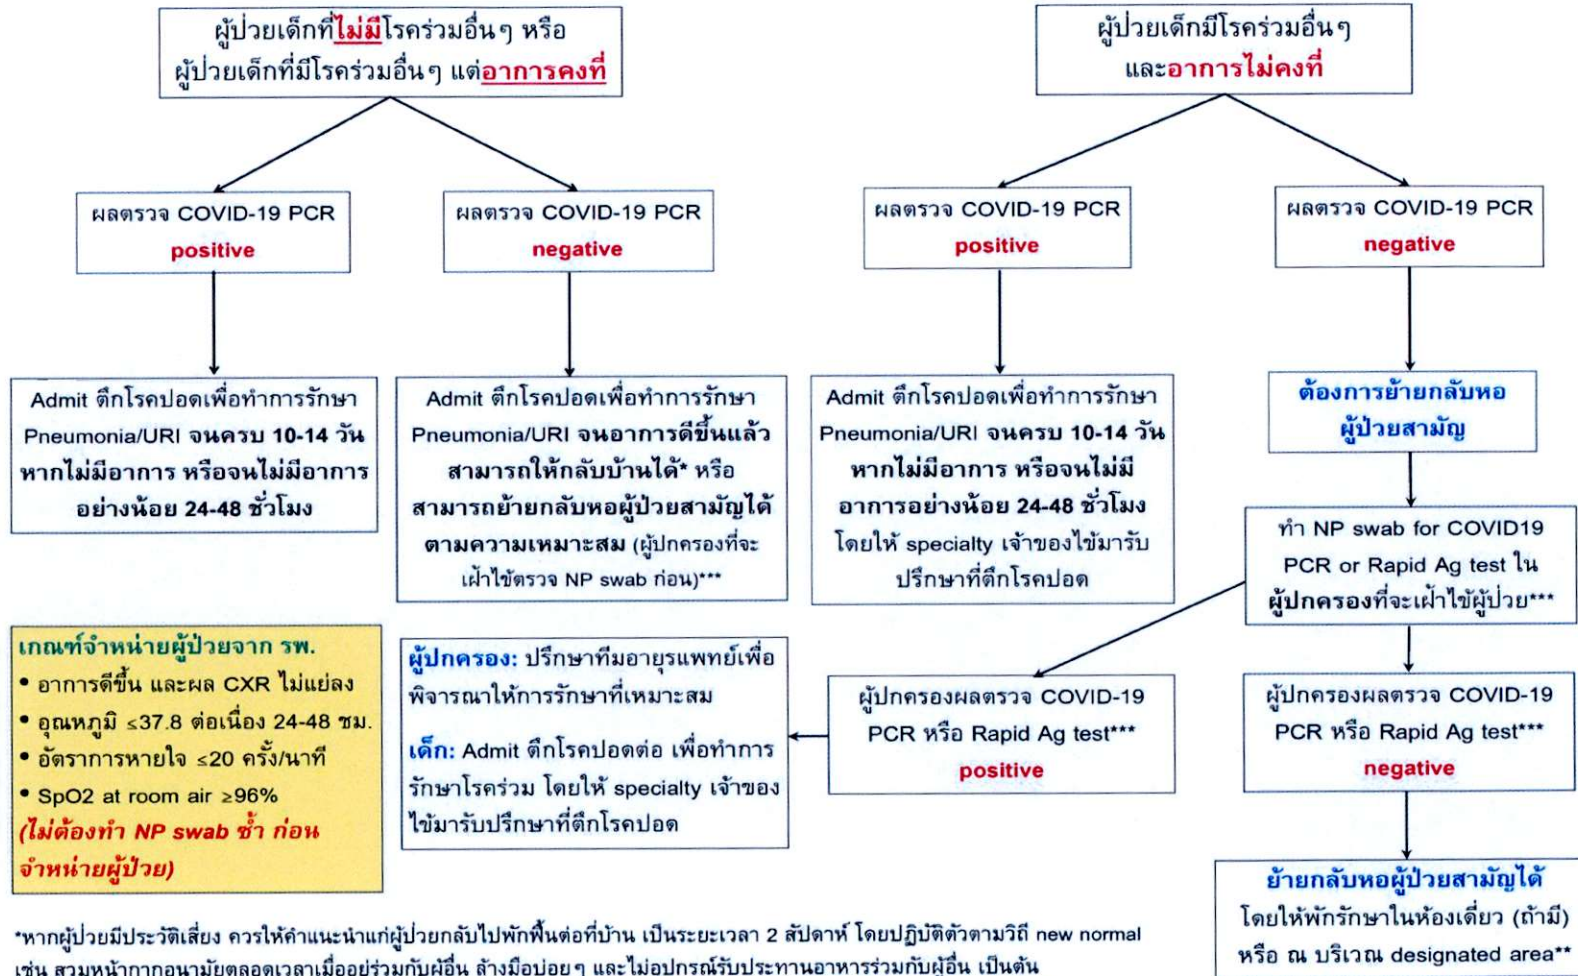 ผู้ป่วยเด็กที่ไม่มีโรคร่วมอื่นๆ หรือ
ผู้ป่วยเด็กที่มีโรคร่วมอื่นๆ แต่อาการคงที่
ผู้ป่วยเด็กมีโรคร่วมอื่นๆ
และอาการไม่คงที่
ผลตรวจ COVID-19 PCR
positive
ผลตรวจ COVID-19 PCR
negative
ผลตรวจ COVID-19 PCR
positive
ผลตรวจ COVID-19 PCR
negative
Admit ตึกโรคปอดเพื่อทำการรักษา
Pneumonia/URI จนครบ 10-14 วัน
หากไม่มีอาการ หรือจนไม่มีอาการ
อย่างน้อย 24-48 ชั่วโมง
Admit ตึกโรคปอดเพื่อทำการรักษา
Pneumonia/URI จนอาการดีขึ้นแล้ว
สามารถให้กลับบ้านได้* หรือ
สามารถย้ายกลับหอผู้ป่วยสามัญได้
ตามความเหมาะสม (ผู้ปกครองที่จะ
เฝ้าไข้ตรวจ NP swab ก่อน)***
Admit ตึกโรคปอดเพื่อทำการรักษา
Pneumonia/URI จนครบ 10-14 วัน
หากไม่มีอาการ หรือจนไม่มี
อาการอย่างน้อย 24-48 ชั่วโมง
โดยให้ specialty เจ้าของไข้มารับ
ปรึกษาที่ตึกโรคปอด
ต้องการย้ายกลับหอ
ผู้ป่วยสามัญ
ทำ NP swab for COVID19
PCR or Rapid Ag test ใน
ผู้ปกครองที่จะเฝ้าไข้ผู้ป่วย***
เกณฑ์จำหน่ายผู้ป่วยจาก รพ.
• อาการดีขึ้น และผล CXR ไม่แย่ลง
• อุณหภูมิ ≤37.8 ต่อเนื่อง 24-48 ชม.
• อัตราการหายใจ ≤20 ครั้ง/นาที
• SpO2 at room air ≥96%
(ไม่ต้องทำ NP swab ซ้ำ ก่อน
จำหน่ายผู้ป่วย)
ผู้ปกครอง: ปรึกษาทีมอายุรแพทย์เพื่อ
พิจารณาให้การรักษาที่เหมาะสม
เด็ก: Admit ตึกโรคปอดต่อ เพื่อทำการ
รักษาโรคร่วม โดยให้ specialty เจ้าของ
ไข้มารับปรึกษาที่ตึกโรคปอด
ผู้ปกครองผลตรวจ COVID-19
PCR หรือ Rapid Ag test***
positive
ผู้ปกครองผลตรวจ COVID-19
PCR หรือ Rapid Ag test***
negative
ย้ายกลับหอผู้ป่วยสามัญได้
โดยให้พักรักษาในห้องเดี่ยว (ถ้ามี)
หรือ ณ บริเวณ designated area**
*หากผู้ป่วยมีประวัติเสี่ยง ควรให้คำแนะนำแก่ผู้ป่วยกลับไปพักฟื้นต่อที่บ้าน เป็นระยะเวลา 2 สัปดาห์ โดยปฏิบัติตัวตามวิถี new normal
เช่น สวมหน้ากากอนามัยตลอดเวลาเมื่ออยู่ร่วมกับผู้อื่น ล้างมือบ่อยๆ และไม่อุปกรณ์รับประทานอาหารร่วมกับผู้อื่น เป็นต้น